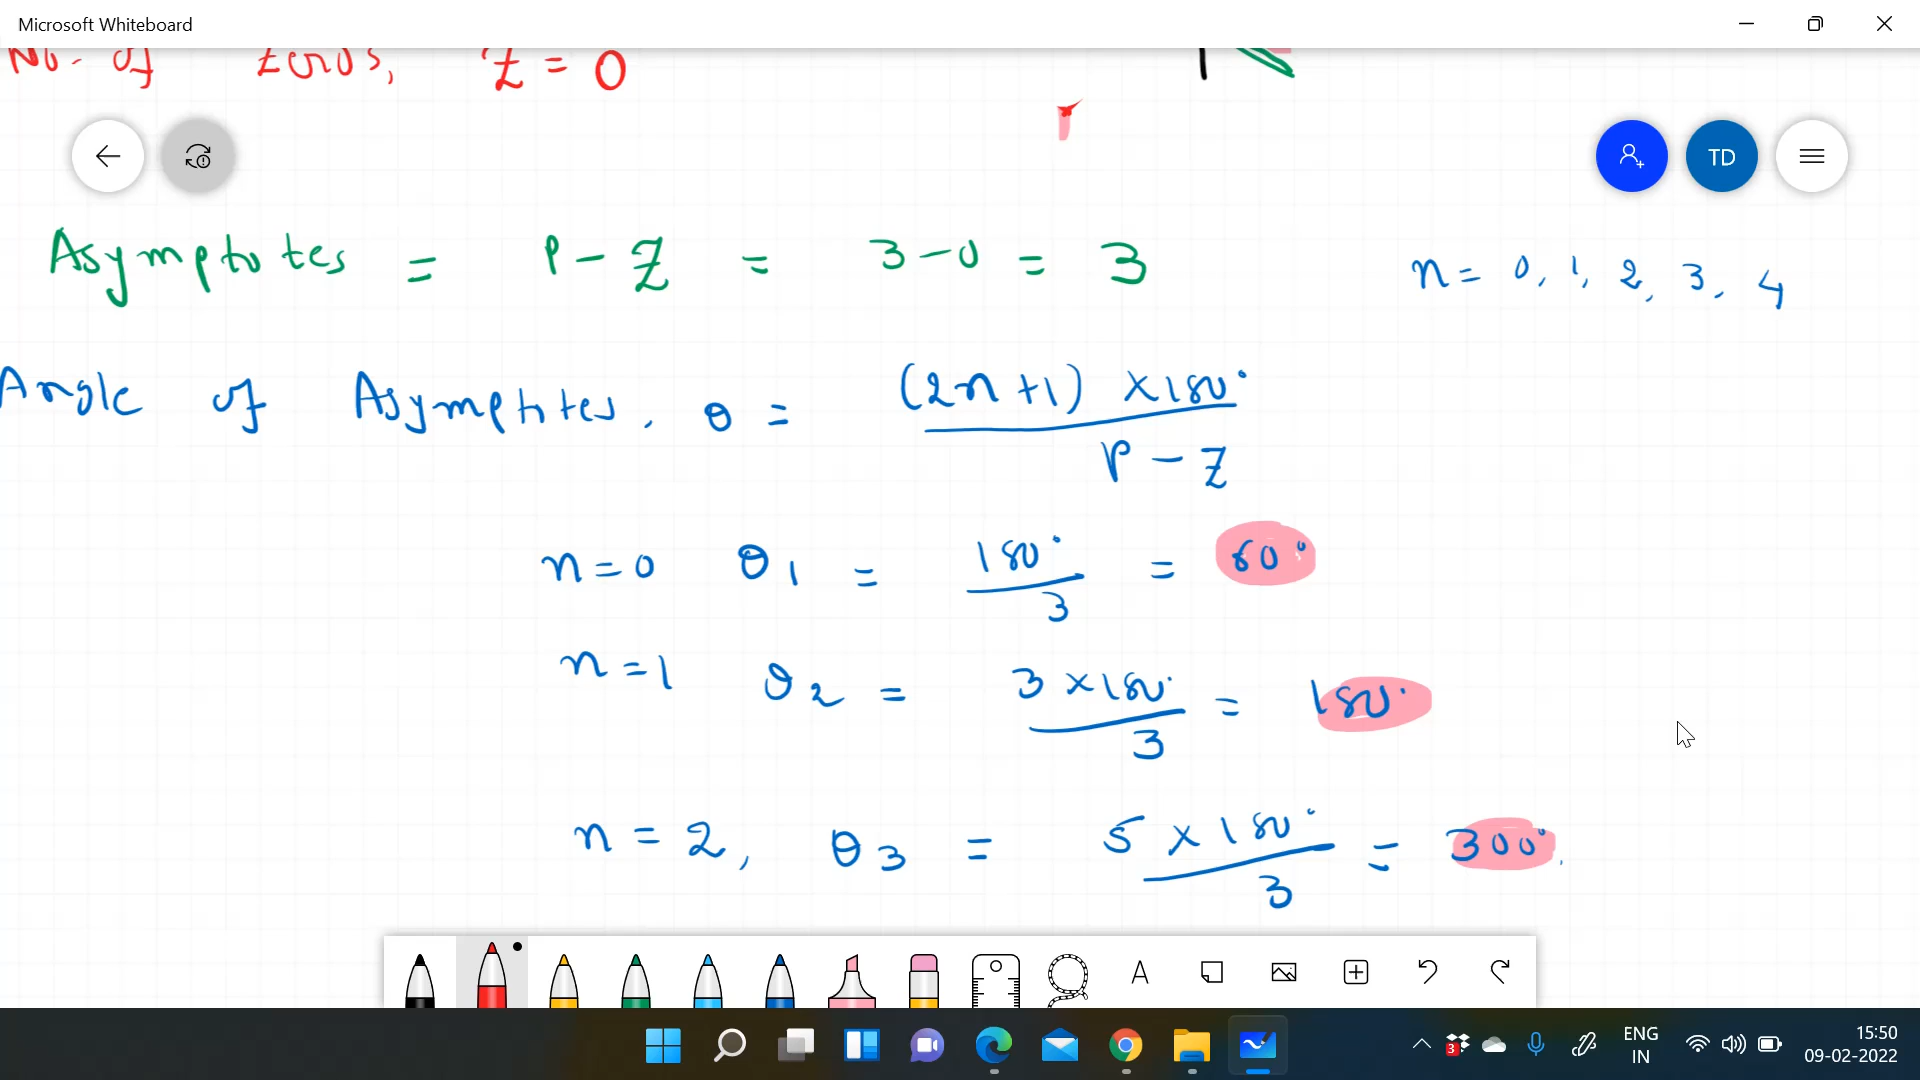 Microsoft Whiteboard
No. of zeros, Z = 0
TD
Asymptotes = P - Z = 3 - 0 = 3
n = 0, 1, 2, 3, 4
Angle of Asymptotes, θ = (2n+1) × 180°
P - Z
n = 0 θ1 = 180° = 60°
3
n = 1 θ2 = 3 × 180° = 180°
3
n = 2, θ3 = 5 × 180° = 300°.
3
A
3
ENG
IN
15:50
09-02-2022